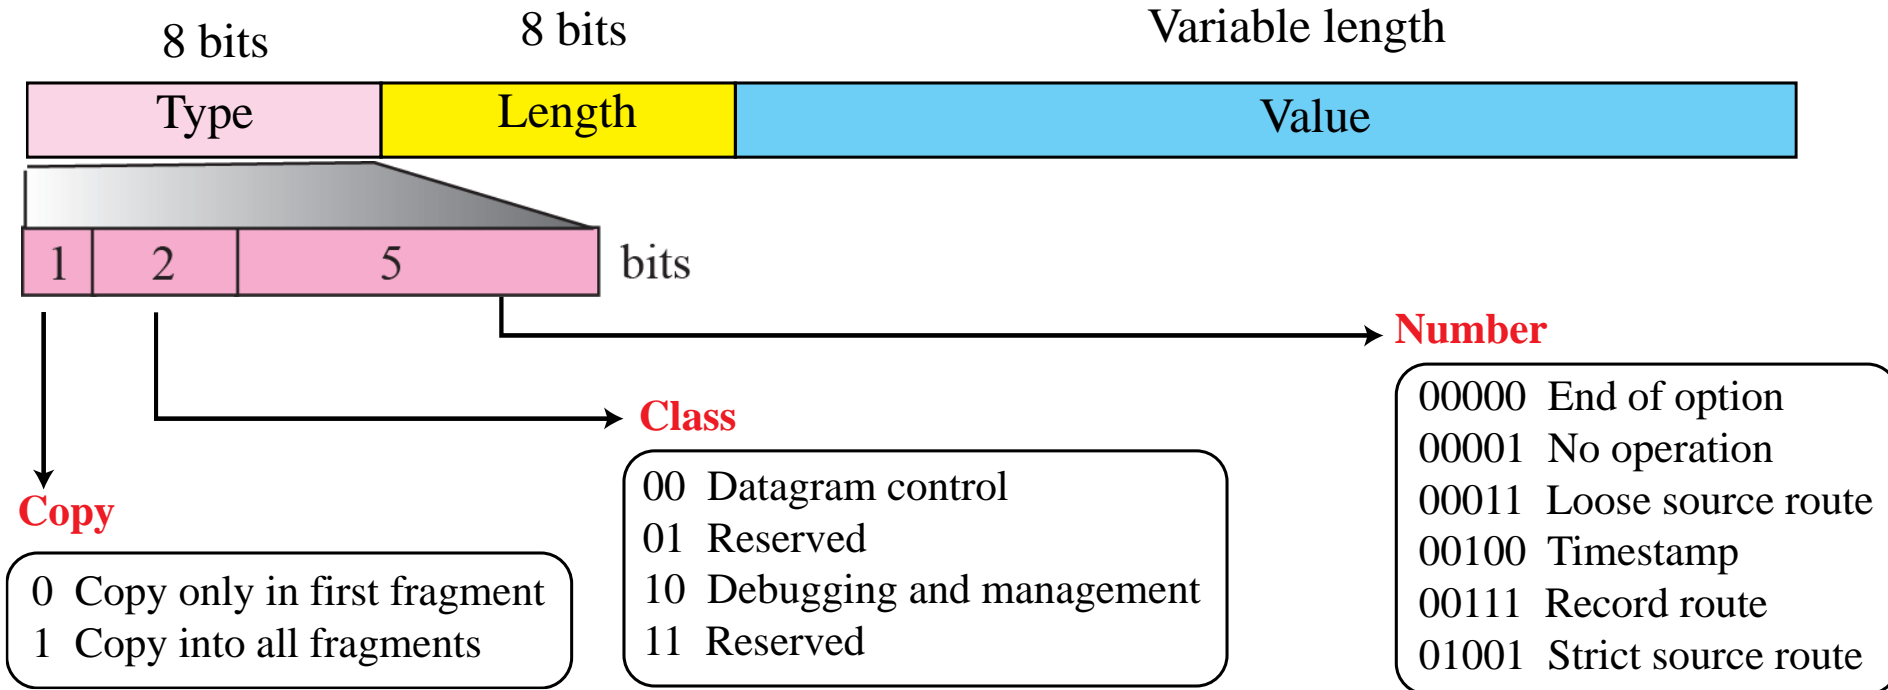 8 bits
8 bits
Variable length
Type
Length
Value
1
2
5
bits
Number
00000 End of option
00001 No operation
00011 Loose source route
00100 Timestamp
00111 Record route
01001 Strict source route
Class
00 Datagram control
01 Reserved
10 Debugging and management
11 Reserved
Copy
0 Copy only in first fragment
1 Copy into all fragments